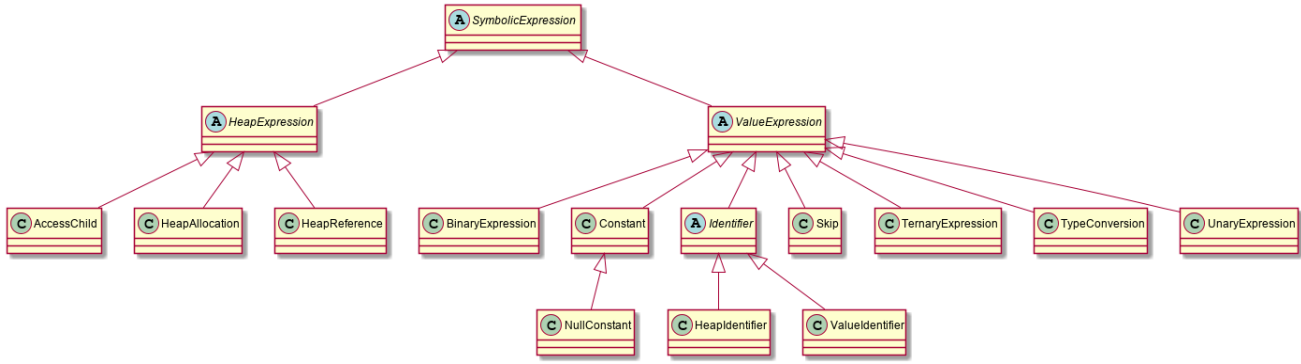 A SymbolicExpression
A HeapExpression
A ValueExpression
C AccessChild
C HeapAllocation
C HeapReference
C BinaryExpression
C Constant
A Identifier
C Skip
C TernaryExpression
C TypeConversion
C UnaryExpression
C NullConstant
C HeapIdentifier
C ValueIdentifier